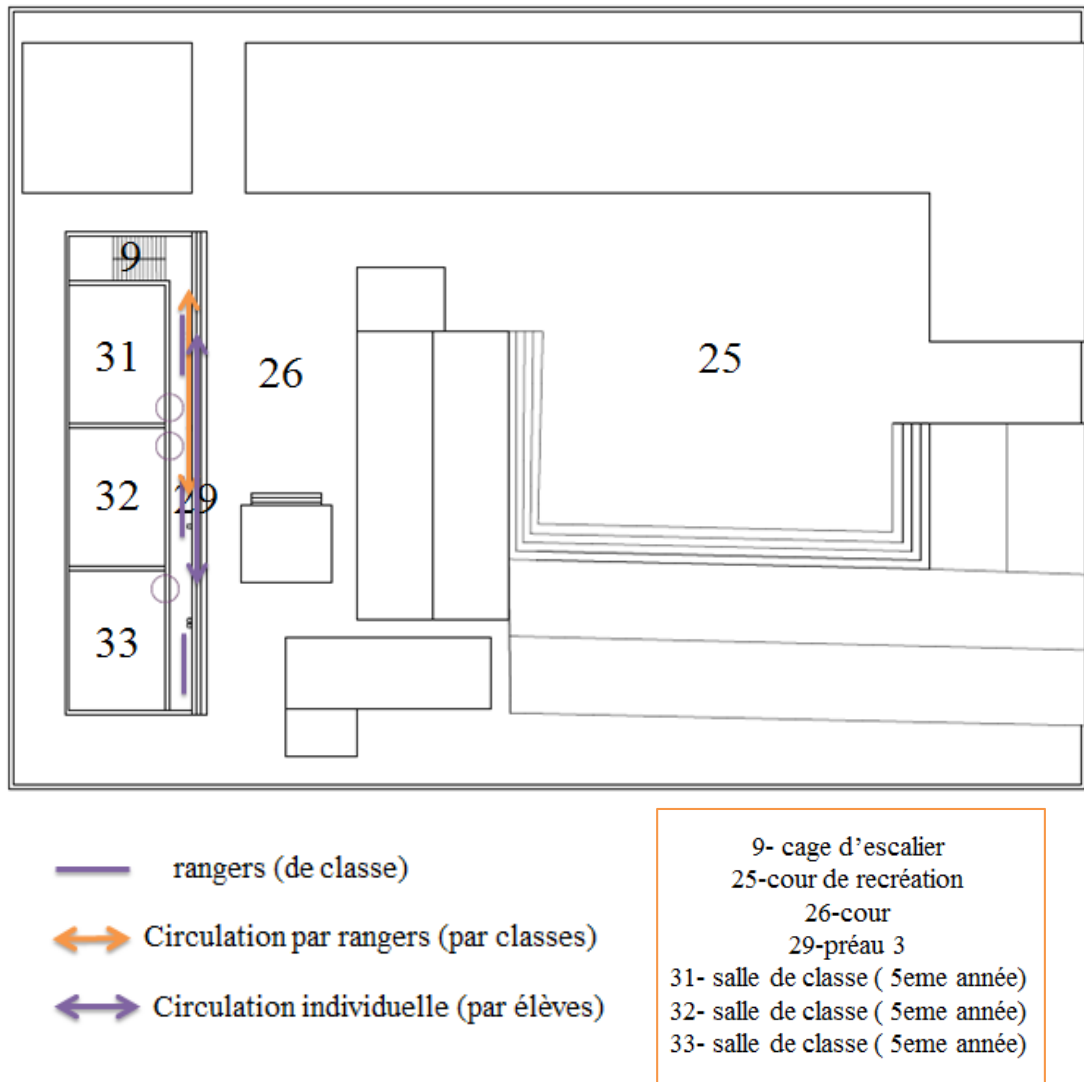 9
31
26
25
32
29
33
rangers (de classe)
Circulation par rangers (par classes)
Circulation individuelle (par élèves)
9- cage d’escalier
25-cour de recréation
26-cour
29-préau 3
31- salle de classe ( 5eme année)
32- salle de classe ( 5eme année)
33- salle de classe ( 5eme année)